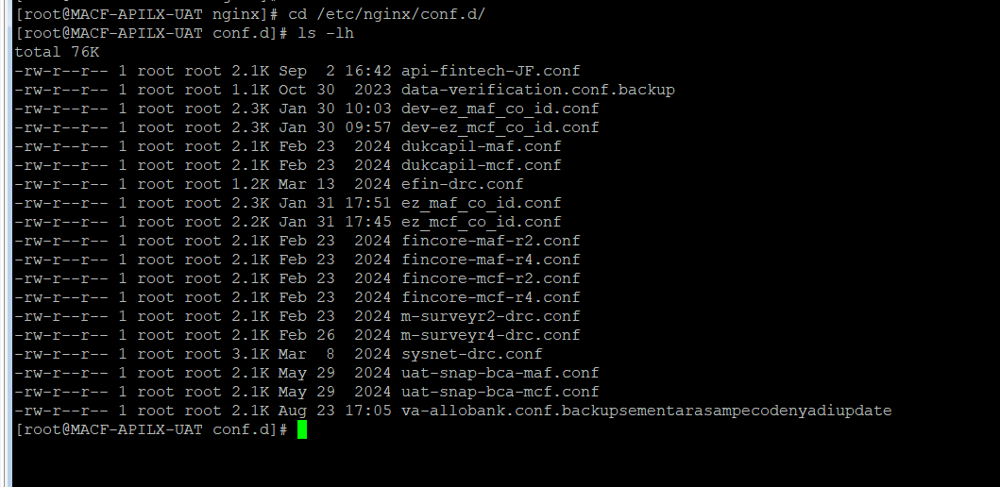 [root@MACF-APILX-UAT nginx]# cd /etc/nginx/conf.d/
[root@MACF-APILX-UAT conf.d]# ls -lh
total 76K
-rw-r--r-- 1 root root 2.1K Sep  2 16:42 api-fintech-JF.conf
-rw-r--r-- 1 root root 1.1K Oct 30  2023 data-verification.conf.backup
-rw-r--r-- 1 root root 2.3K Jan 30 10:03 dev-ez_maf_co_id.conf
-rw-r--r-- 1 root root 2.3K Jan 30 09:57 dev-ez_mcf_co_id.conf
-rw-r--r-- 1 root root 2.1K Feb 23  2024 dukcapil-maf.conf
-rw-r--r-- 1 root root 2.1K Feb 23  2024 dukcapil-mcf.conf
-rw-r--r-- 1 root root 1.2K Mar 13  2024 efin-drc.conf
-rw-r--r-- 1 root root 2.3K Jan 31 17:51 ez_maf_co_id.conf
-rw-r--r-- 1 root root 2.2K Jan 31 17:45 ez_mcf_co_id.conf
-rw-r--r-- 1 root root 2.1K Feb 23  2024 fincore-maf-r2.conf
-rw-r--r-- 1 root root 2.1K Feb 23  2024 fincore-maf-r4.conf
-rw-r--r-- 1 root root 2.1K Feb 23  2024 fincore-mcf-r2.conf
-rw-r--r-- 1 root root 2.1K Feb 23  2024 fincore-mcf-r4.conf
-rw-r--r-- 1 root root 2.1K Feb 23  2024 m-surveyr2-drc.conf
-rw-r--r-- 1 root root 2.1K Feb 26  2024 m-surveyr4-drc.conf
-rw-r--r-- 1 root root 3.1K Mar  8  2024 sysnet-drc.conf
-rw-r--r-- 1 root root 2.1K May 29  2024 uat-snap-bca-maf.conf
-rw-r--r-- 1 root root 2.1K May 29  2024 uat-snap-bca-mcf.conf
-rw-r--r-- 1 root root 2.1K Aug 23 17:05 va-allobank.conf.backupsementarasampecodenyadiupdate
[root@MACF-APILX-UAT conf.d]#